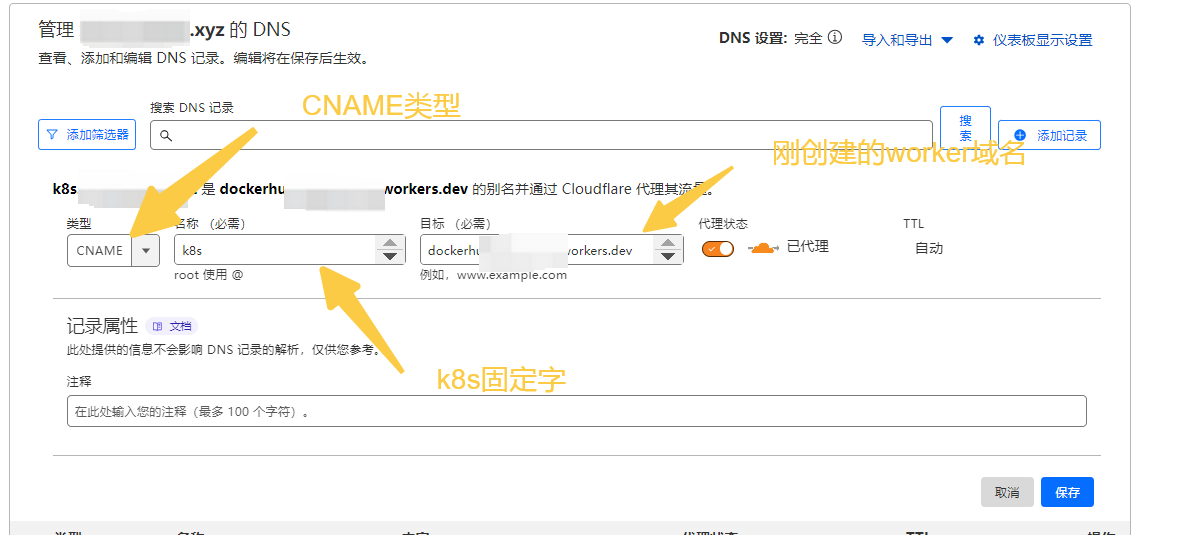 管理 .xyz 的 DNS
查看、添加和编辑 DNS 记录。编辑将在保存后生效。
DNS 设置: 完全
导入和导出
仪表板显示设置
搜索 DNS 记录
CNAME类型
添加筛选器
搜索
添加记录
刚创建的worker域名
k8s 是 dockerhu workers.dev 的别名并通过 Cloudflare 代理其流量。
类型
名称 （必需）
目标 （必需）
代理状态
TTL
CNAME
k8s
dockerhu workers.dev
已代理
自动
root 使用 @
例如，www.example.com
记录属性
文档
此处提供的信息不会影响 DNS 记录的解析，仅供您参考。
k8s固定字
注释
在此处输入您的注释（最多 100 个字符）。
取消
保存